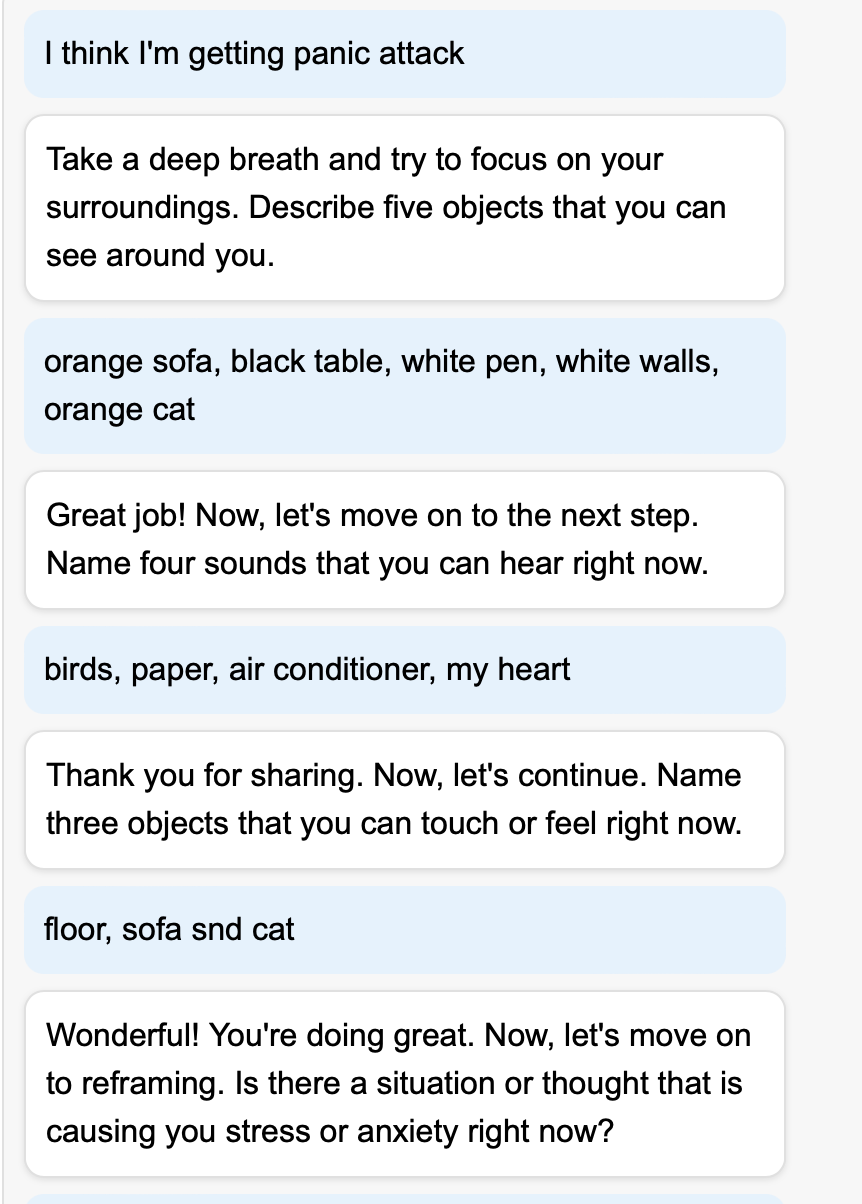 I think I'm getting panic attack
Take a deep breath and try to focus on your
surroundings. Describe five objects that you can
see around you.
orange sofa, black table, white pen, white walls,
orange cat
Great job! Now, let's move on to the next step.
Name four sounds that you can hear right now.
birds, paper, air conditioner, my heart
Thank you for sharing. Now, let's continue. Name
three objects that you can touch or feel right now.
floor, sofa snd cat
Wonderful! You're doing great. Now, let's move on
to reframing. Is there a situation or thought that is
causing you stress or anxiety right now?